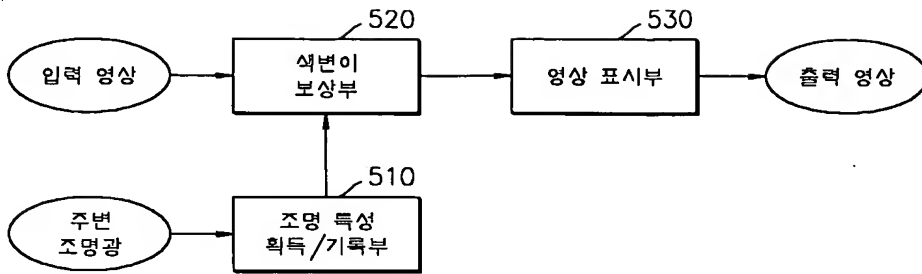 520
530
입력 영상
색변이
보상부
영상 표시부
출력 영상
510
주변
조명광
조명 특성
획득/기록부